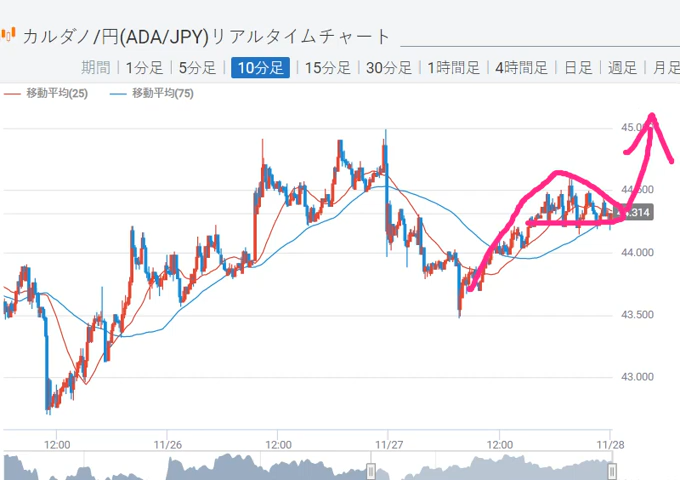 カルダノ/円(ADA/JPY)リアルタイムチャート
期間 1分足 5分足 10分足 15分足 30分足 1時間足 4時間足 日足 週足 月足
移動平均(25) 移動平均(75)
45.0
44.500
.314
44.000
43.500
43.000
12:00 11/26 12:00 11/27 12:00 11/28